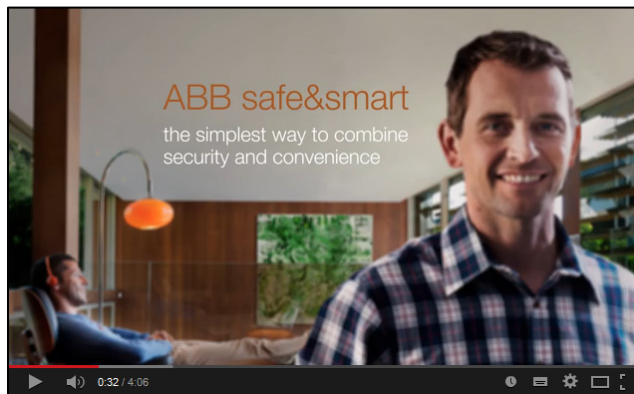 ABB safe&smart
the simplest way to combine
security and convenience
0:32 / 4:06